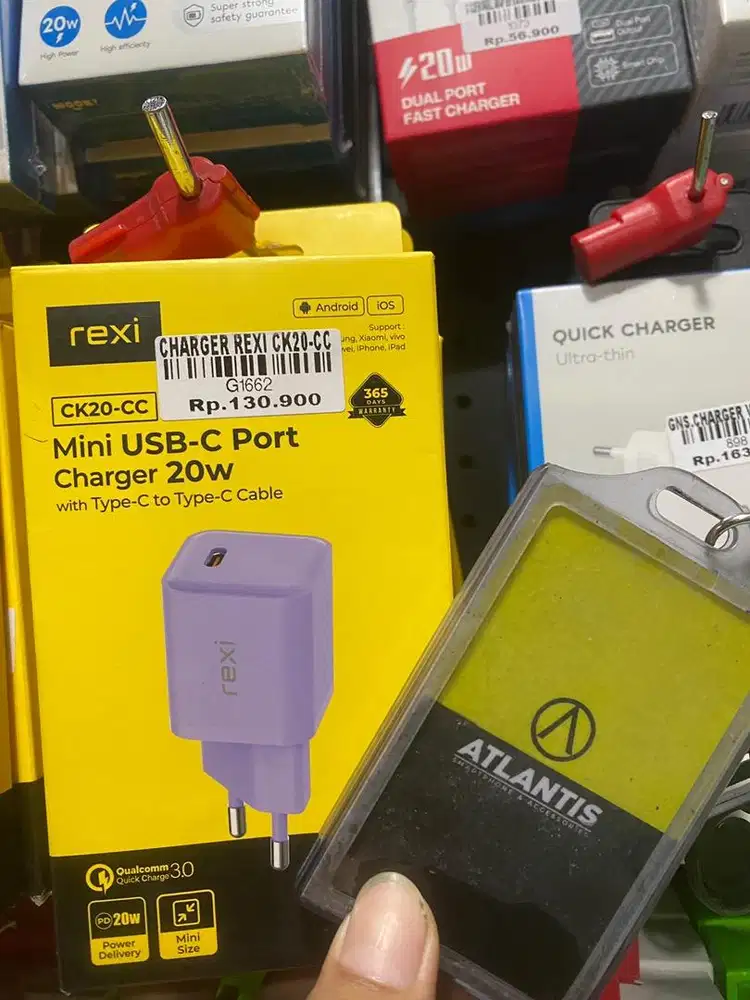 20w
High Power
High efficiency
Super strong
safety guarantee
Rp.56.900
20w
DUAL PORT
FAST CHARGER
Dual Port
Output
Smart Chip
rexi
Android
iOS
Support :
Xiaomi, vivo
iPhone, iPad
CHARGER REXI CK20-CC
G1662
Rp.130.900
365
DAYS
WARRANTY
CK20-CC
Mini USB-C Port
Charger 20w
with Type-C to Type-C Cable
rexi
Qualcomm 3.0
Quick Charge
PD 20w
Power
Delivery
Mini
Size
QUICK CHARGER
Ultra-thin
GNS.CHARGER
898
Rp.163
ATLANTIS
SMARTPHONE & ACCESSORIES